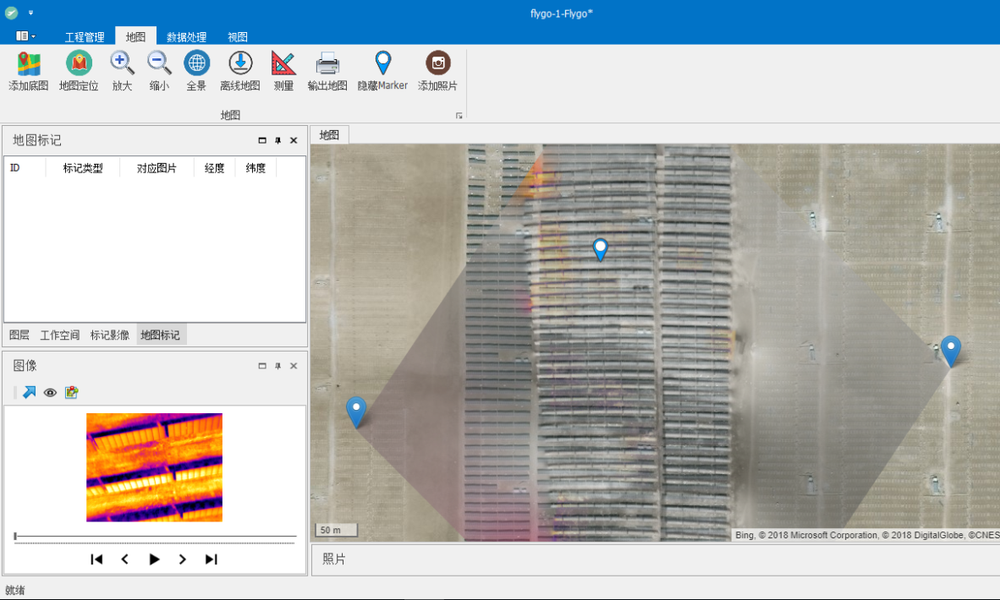 flygo-1-Flygo*
工程管理 地图 数据处理 视图
添加底图 地图定位 放大 缩小 全景 离线地图 测量 输出地图 隐藏Marker 添加照片
地图
地图标记
地图
ID 标记类型 对应图片 经度 纬度
图层 工作空间 标记影像 地图标记
图像
50 m
Bing, © 2018 Microsoft Corporation, © 2018 DigitalGlobe, ©CNES
照片
就绪